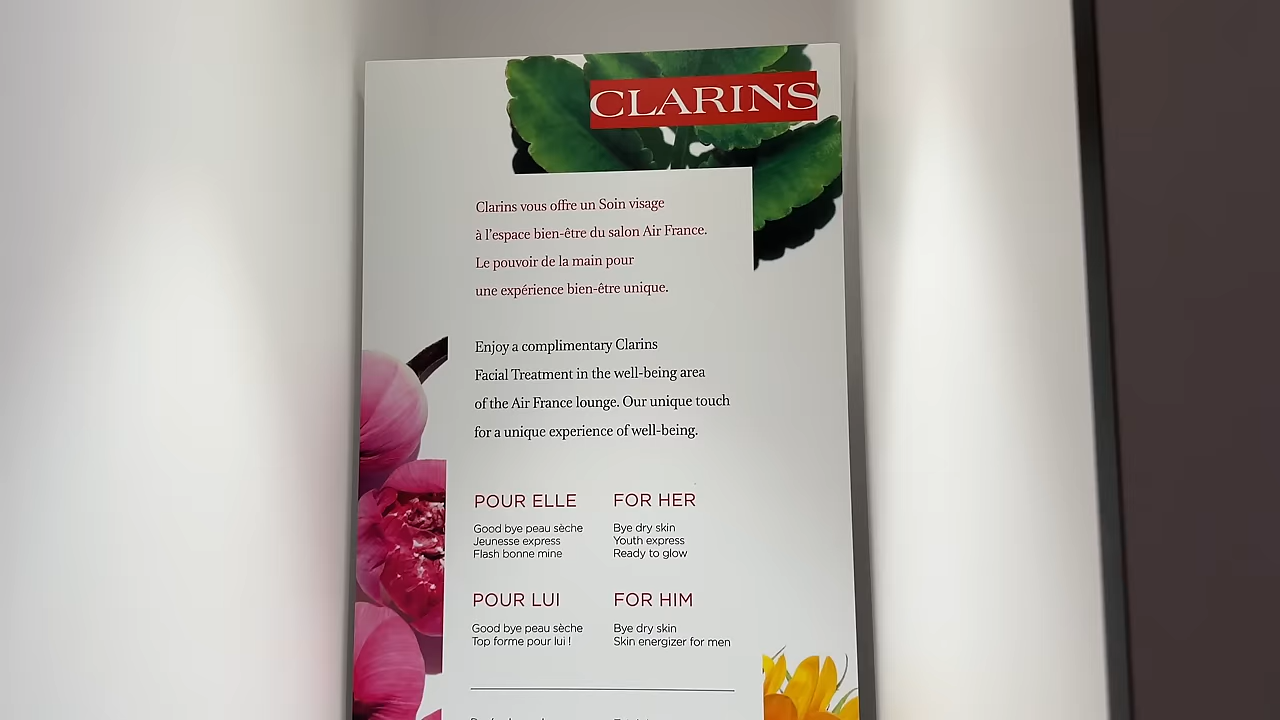 CLARINS
Clarins vous offre un Soin visage
à l'espace bien-être du salon Air France.
Le pouvoir de la main pour
une expérience bien-être unique.
Enjoy a complimentary Clarins
Facial Treatment in the well-being area
of the Air France lounge. Our unique touch
for a unique experience of well-being.
POUR ELLE
Good bye peau sèche
Jeunesse express
Flash bonne mine
FOR HER
Bye dry skin
Youth express
Ready to glow
POUR LUI
Good bye peau sèche
Top forme pour lui !
FOR HIM
Bye dry skin
Skin energizer for men